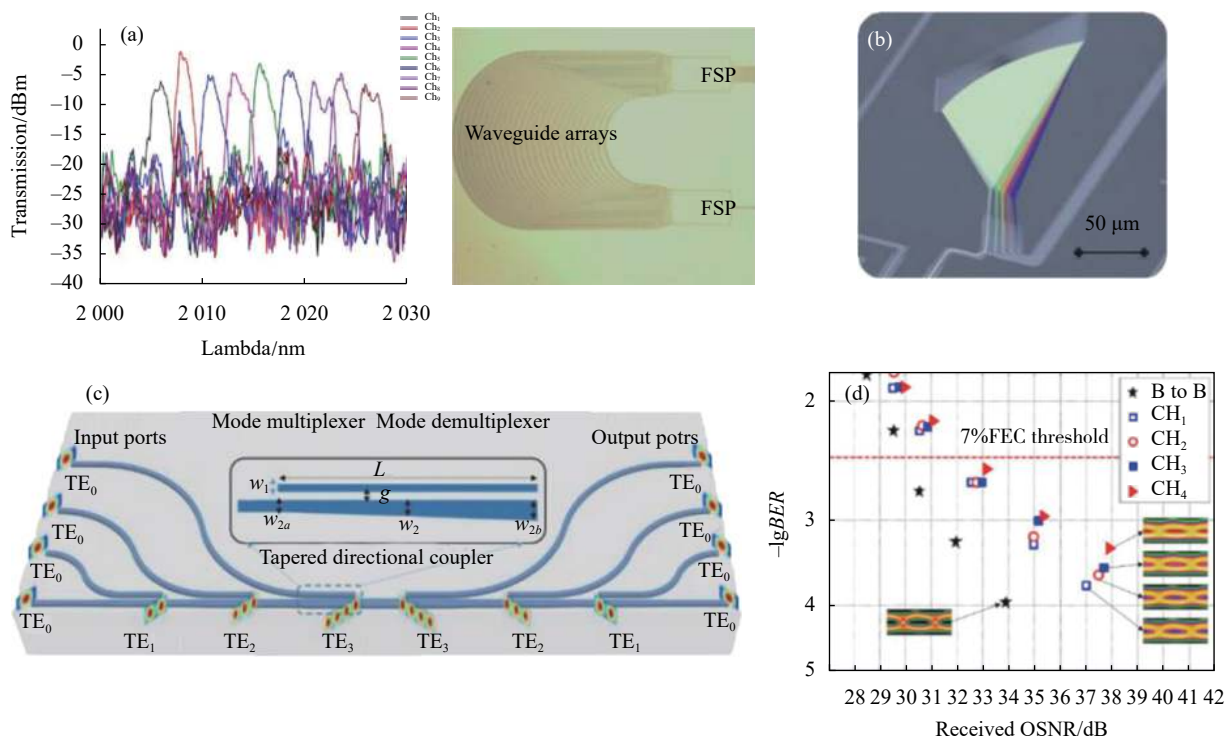 (a)
Ch₁
Ch₂
Ch₃
Ch₄
Ch₅
Ch₆
Ch₇
Ch₈
Ch₉
0
−5
−10
−15
−20
−25
−30
−35
−40
Transmission/dBm
2 000
2 010
2 020
2 030
Lambda/nm
FSP
Waveguide arrays
FSP
(b)
50 μm
(c)
Mode multiplexer
Mode demultiplexer
Input ports
Output potrs
L
w₁
g
w₂ₐ
w₂
w₂b
Tapered directional coupler
TE₀
TE₀
TE₀
TE₀
TE₀
TE₀
TE₀
TE₀
TE₁
TE₂
TE₃
TE₃
TE₂
TE₁
(d)
B to B
CH₁
CH₂
CH₃
CH₄
7%FEC threshold
2
3
4
5
−lgBER
28 29 30 31 32 33 34 35 36 37 38 39 40 41 42
Received OSNR/dB